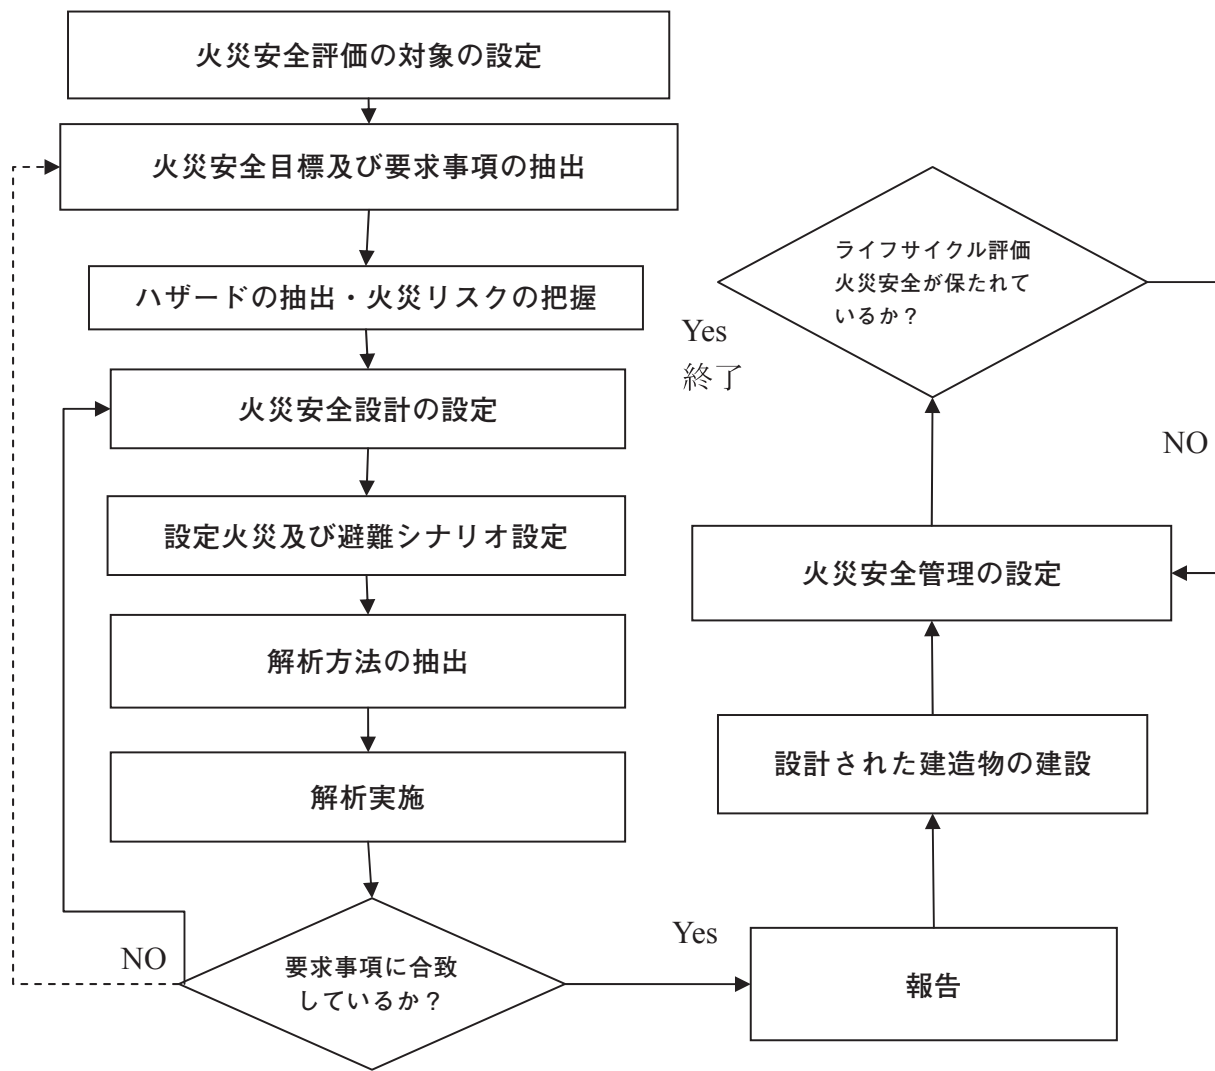 火災安全評価の対象の設定
火災安全目標及び要求事項の抽出
ハザードの抽出・火災リスクの把握
火災安全設計の設定
設定火災及び避難シナリオ設定
解析方法の抽出
解析実施
要求事項に合致
しているか？
NO
Yes
報告
設計された建造物の建設
火災安全管理の設定
ライフサイクル評価
火災安全が保たれて
いるか？
Yes
終了
NO